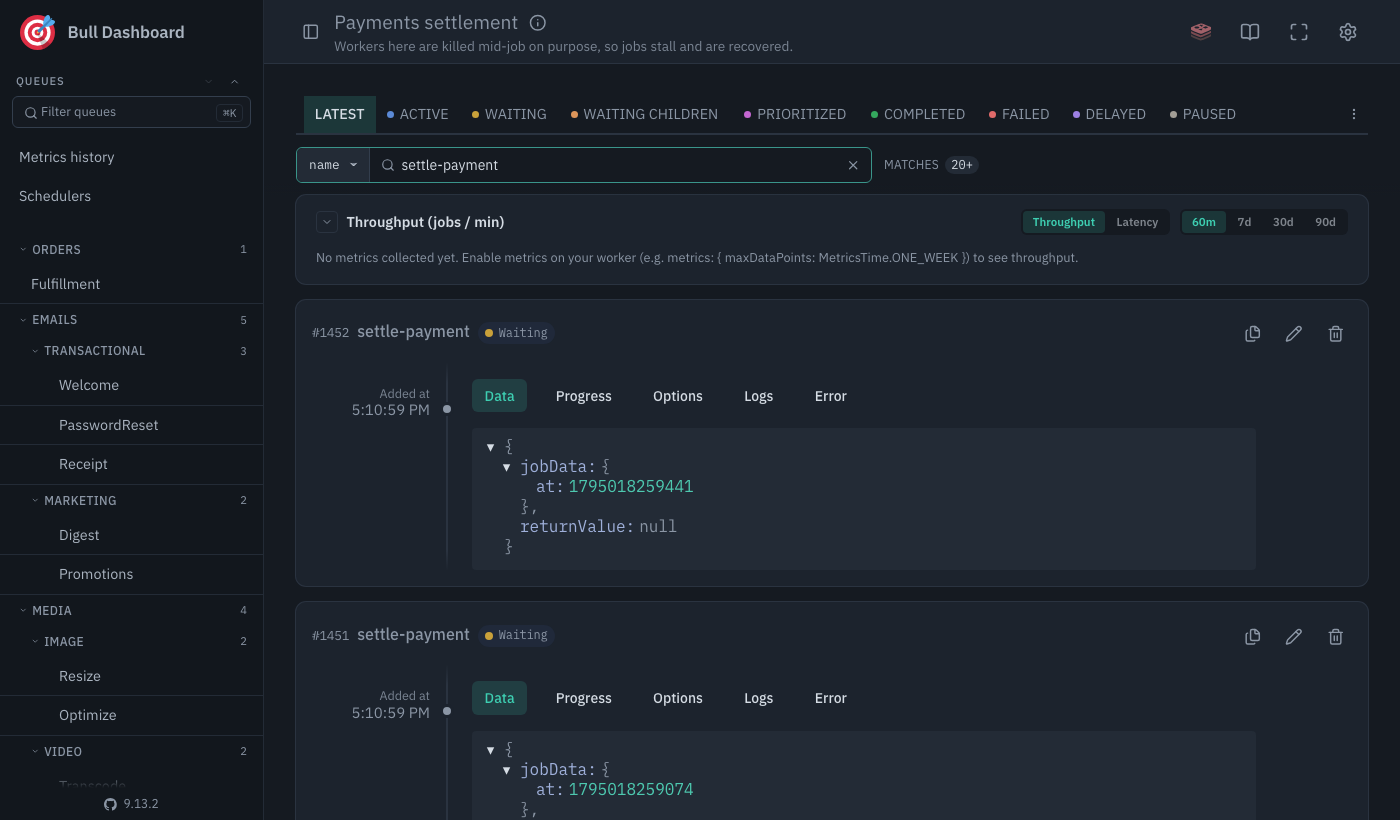 Bull Dashboard
QUEUES
Filter queues
⌘K
Metrics history
Schedulers
ORDERS 1
Fulfillment
EMAILS 5
TRANSACTIONAL 3
Welcome
PasswordReset
Receipt
MARKETING 2
Digest
Promotions
MEDIA 4
IMAGE 2
Resize
Optimize
VIDEO 2
Transcode
9.13.2
Payments settlement
Workers here are killed mid-job on purpose, so jobs stall and are recovered.
LATEST ACTIVE WAITING WAITING CHILDREN PRIORITIZED COMPLETED FAILED DELAYED PAUSED
name settle-payment MATCHES 20+
Throughput (jobs / min) Throughput Latency 60m 7d 30d 90d
No metrics collected yet. Enable metrics on your worker (e.g. metrics: { maxDataPoints: MetricsTime.ONE_WEEK }) to see throughput.
#1452 settle-payment Waiting
Added at
5:10:59 PM
Data Progress Options Logs Error
{
jobData: {
at: 1795018259441
},
returnValue: null
}
#1451 settle-payment Waiting
Added at
5:10:59 PM
Data Progress Options Logs Error
{
jobData: {
at: 1795018259074
},